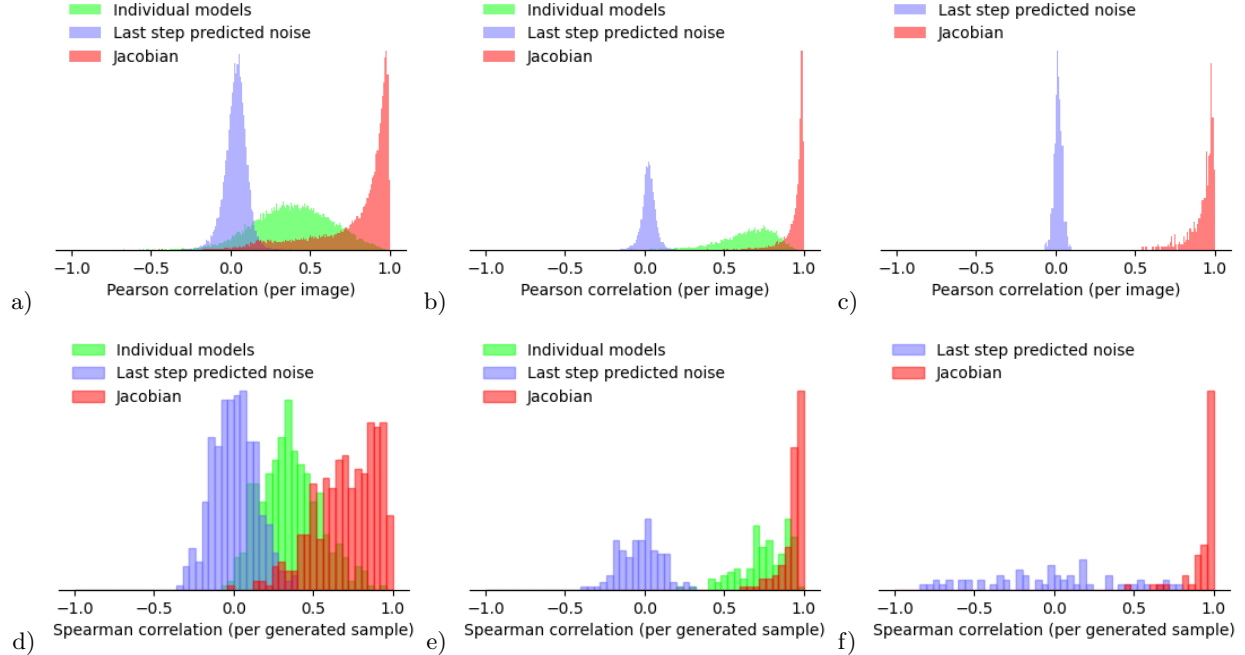 Individual models
Last step predicted noise
Jacobian
−1.0 −0.5 0.0 0.5 1.0
Pearson correlation (per image)
a)
Individual models
Last step predicted noise
Jacobian
−1.0 −0.5 0.0 0.5 1.0
Pearson correlation (per image)
b)
Last step predicted noise
Jacobian
−1.0 −0.5 0.0 0.5 1.0
Pearson correlation (per image)
c)
Individual models
Last step predicted noise
Jacobian
−1.0 −0.5 0.0 0.5 1.0
Spearman correlation (per generated sample)
d)
Individual models
Last step predicted noise
Jacobian
−1.0 −0.5 0.0 0.5 1.0
Spearman correlation (per generated sample)
e)
Last step predicted noise
Jacobian
−1.0 −0.5 0.0 0.5 1.0
Spearman correlation (per generated sample)
f)